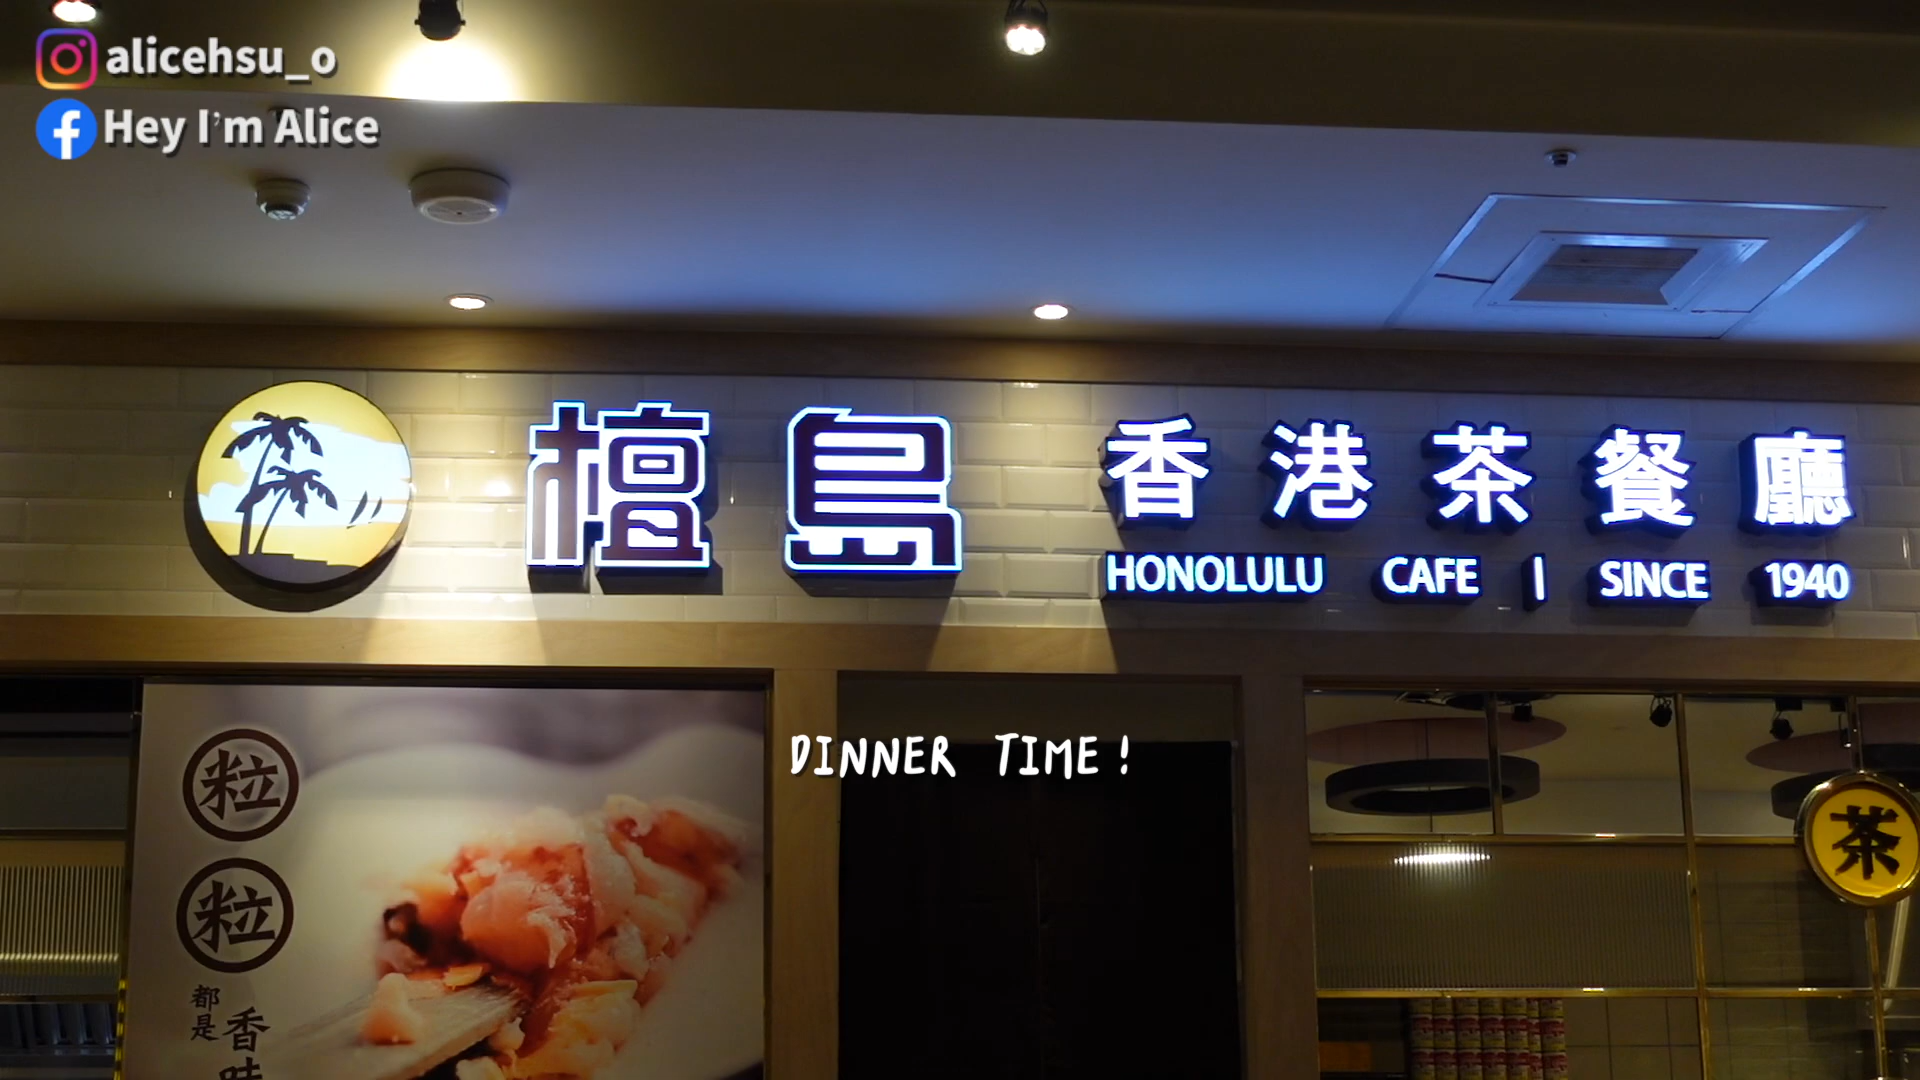 alicehsu_o
Hey I'm Alice
檀島
香港茶餐廳
HONOLULU CAFE | SINCE 1940
DINNER TIME!
粒
粒
都是
香味
茶